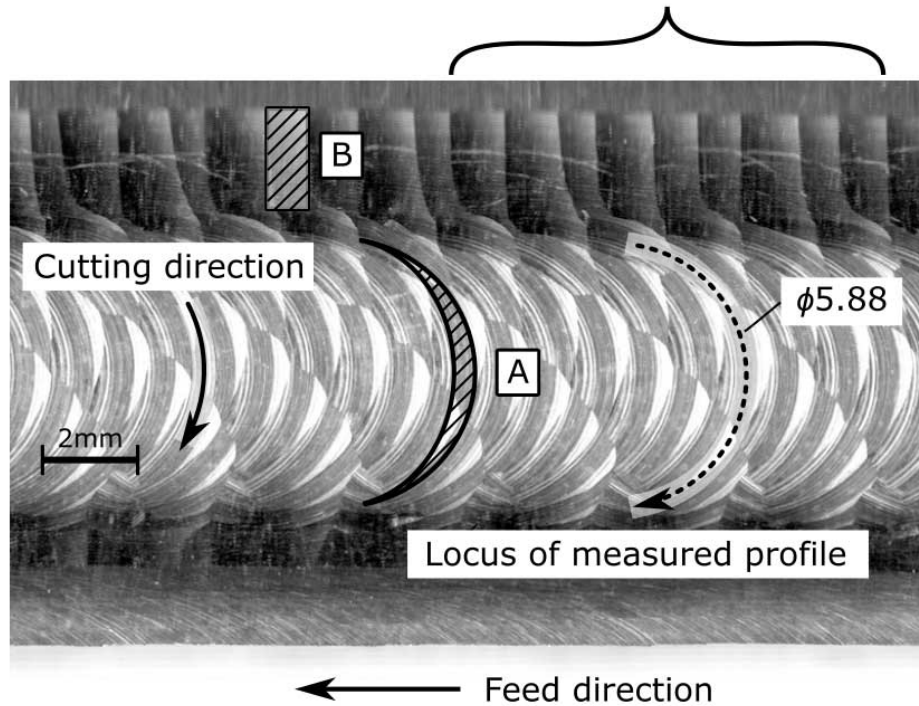 B
Cutting direction
ϕ5.88
A
2mm
Locus of measured profile
Feed direction